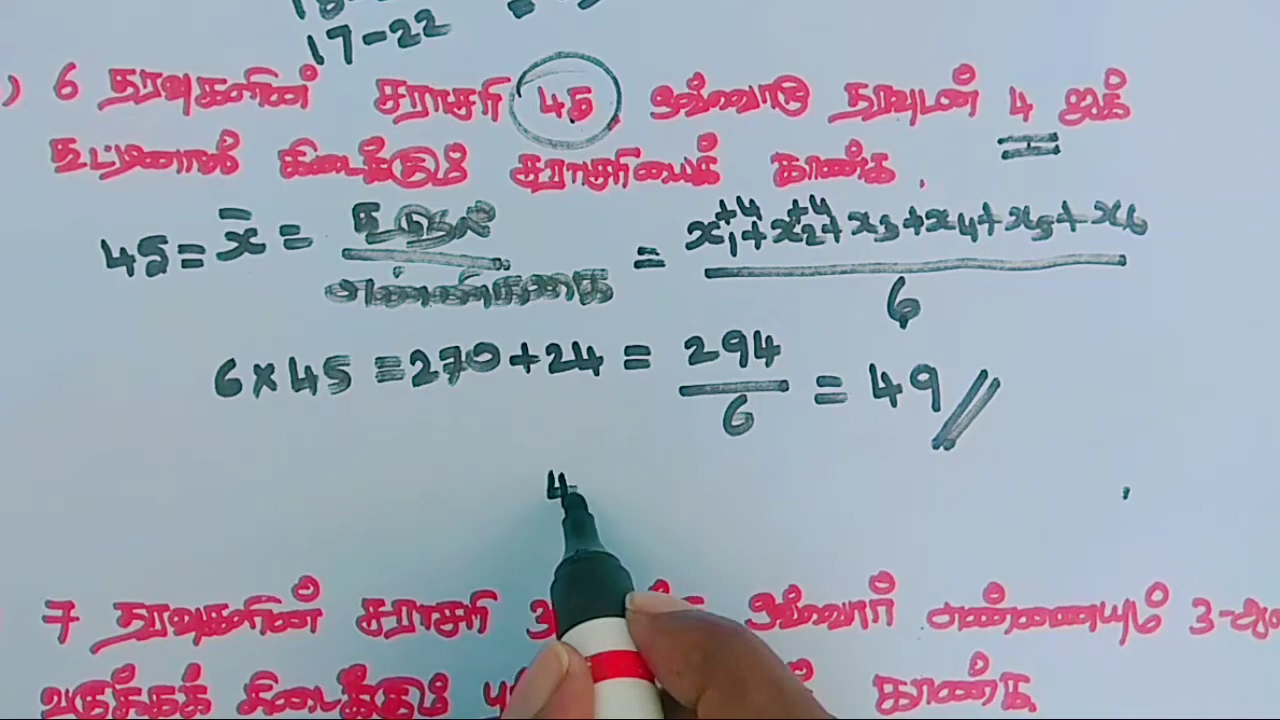 17-22
) 6 தரவுகளின் சராசரி 45, ஒவ்வொரு தரவுடன் 4 ஐக்
கூட்டினால் கிடைக்கும் சராசரியைக் காண்க.
45 = x̄ = கூடுதல் / எண்ணிக்கை = x₁+4 + x₂+4 + x₃ + x₄ + x₅ + x₆ / 6
6×45 = 270+24 = 294 / 6 = 49 //
4
7 தரவுகளின் சராசரி 3 ஒவ்வொர் எண்ணையும் 3-ஆல்
வகுக்கக் கிடைக்கும் காண்க